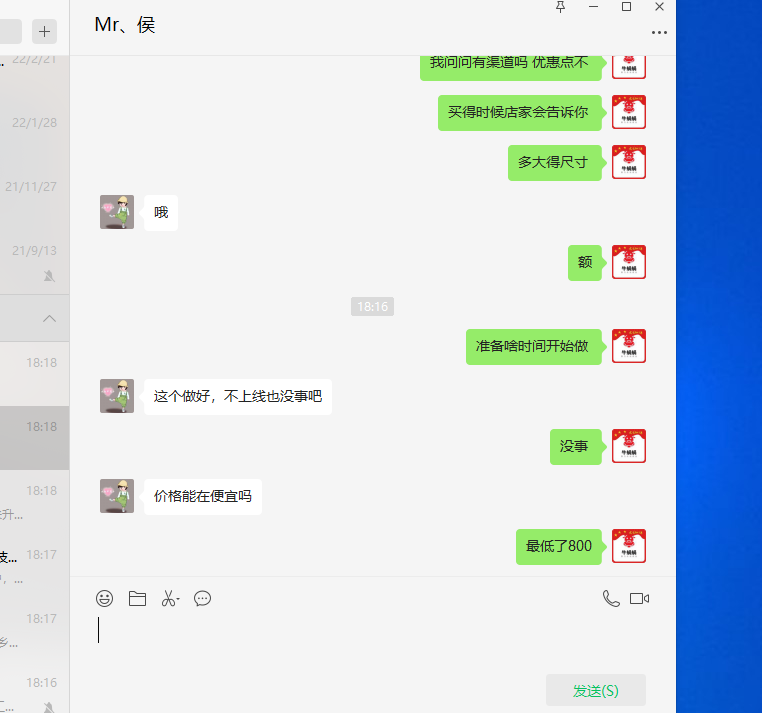 Mr、侯
22/2/21
22/1/28
21/11/27
21/9/13
18:18
18:18
18:18
升...
18:17
技...
，...
18:17
乡...
18:16
我问问有渠道吗 优惠点不
买得时候店家会告诉你
多大得尺寸
哦
额
18:16
准备啥时间开始做
这个做好，不上线也没事吧
没事
价格能在便宜吗
最低了800
发送(S)